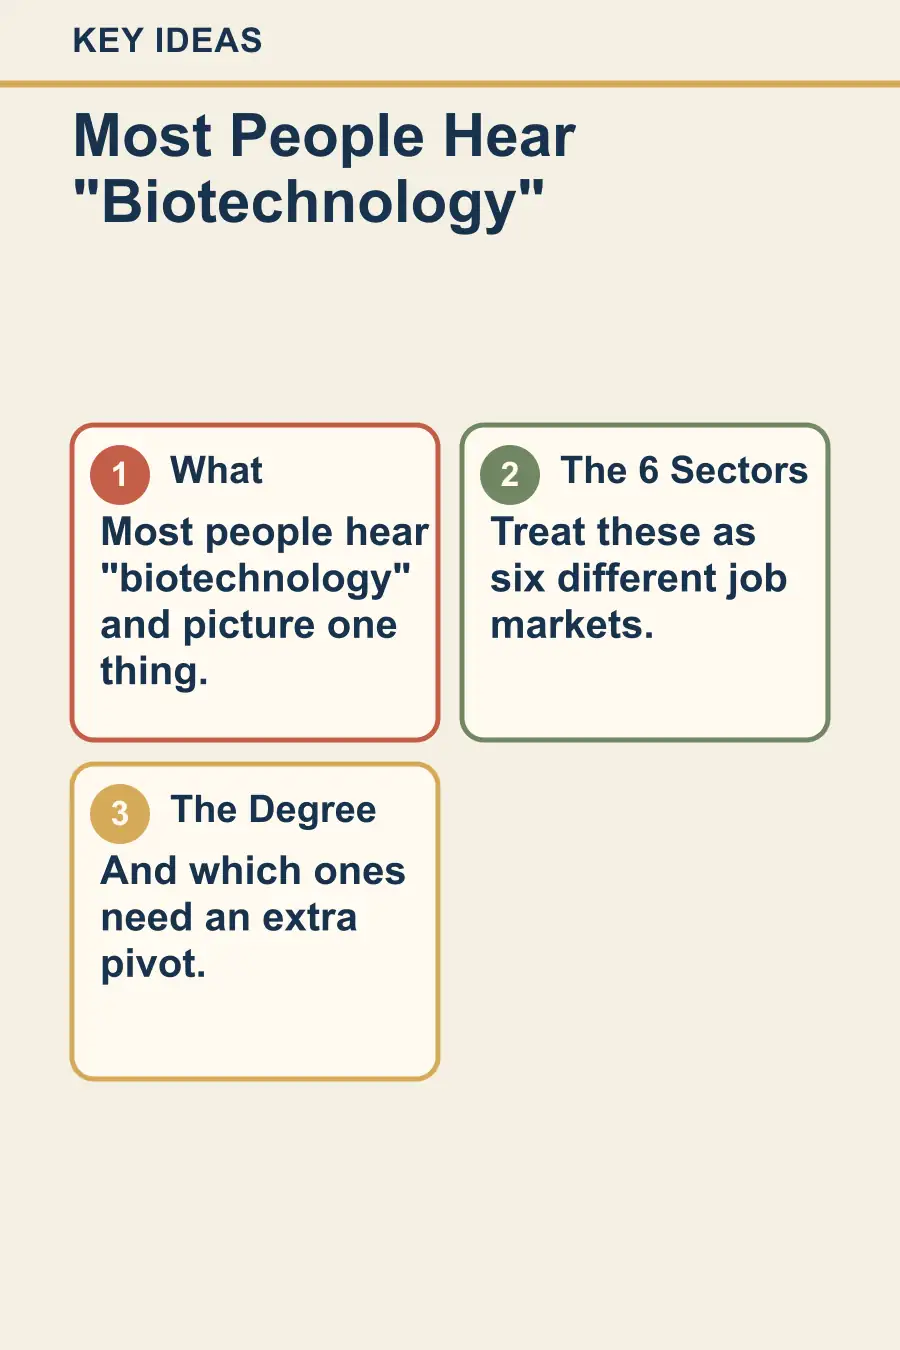 KEY IDEAS
Most People Hear
"Biotechnology"
1 What
Most people hear
"biotechnology"
and picture one
thing.
2 The 6 Sectors
Treat these as
six different job
markets.
3 The Degree
And which ones
need an extra
pivot.